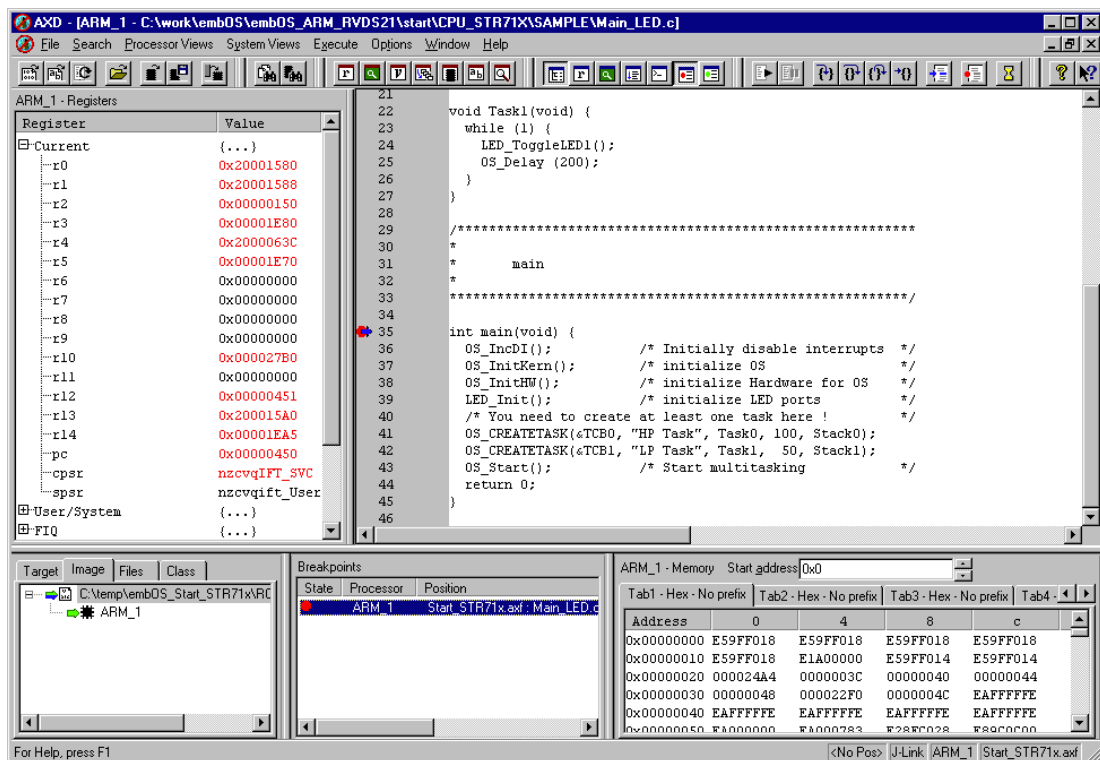 AXD - [ARM_1 - C:\work\embOS\embOS_ARM_RVDS21\start\CPU_STR71X\SAMPLE\Main_LED.c]
File Search Processor Views System Views Execute Options Window Help
ARM_1 - Registers
Register Value
Current {...}
r0 0x20001580
r1 0x20001588
r2 0x00000150
r3 0x00001E80
r4 0x2000063C
r5 0x00001E70
r6 0x00000000
r7 0x00000000
r8 0x00000000
r9 0x00000000
r10 0x000027B0
r11 0x00000000
r12 0x00000451
r13 0x200015A0
r14 0x00001EA5
pc 0x00000450
cpsr nzcvqIFT_SVC
spsr nzcvqift_User
User/System {...}
FIQ {...}
21
22 void Task1(void) {
23 while (1) {
24 LED_ToggleLED1();
25 OS_Delay (200);
26 }
27 }
28
29 /************************************************************
30 *
31 * main
32 *
33 ************************************************************/
34
35 int main(void) {
36 OS_IncDI(); /* Initially disable interrupts */
37 OS_InitKern(); /* initialize OS */
38 OS_InitHW(); /* initialize Hardware for OS */
39 LED_Init(); /* initialize LED ports */
40 /* You need to create at least one task here ! */
41 OS_CREATETASK(&TCB0, "HP Task", Task0, 100, Stack0);
42 OS_CREATETASK(&TCB1, "LP Task", Task1, 50, Stack1);
43 OS_Start(); /* Start multitasking */
44 return 0;
45 }
46
Target Image Files Class
C:\temp\embOS_Start_STR71x\RD
ARM_1
Breakpoints
State Processor Position
ARM_1 Start_STR71x.axf : Main_LED.c
ARM_1 - Memory Start address 0x0
Tab1 - Hex - No prefix Tab2 - Hex - No prefix Tab3 - Hex - No prefix Tab4 -
Address 0 4 8 c
0x00000000 E59FF018 E59FF018 E59FF018 E59FF018
0x00000010 E59FF018 E1A00000 E59FF014 E59FF014
0x00000020 000024A4 0000003C 00000040 00000044
0x00000030 00000048 000022F0 0000004C EAFFFFFE
0x00000040 EAFFFFFE EAFFFFFE EAFFFFFE EAFFFFFE
0x00000050 EA000000 EA000783 E28FC028 E89C0C00
For Help, press F1
<No Pos> J-Link ARM_1 Start_STR71x.axf